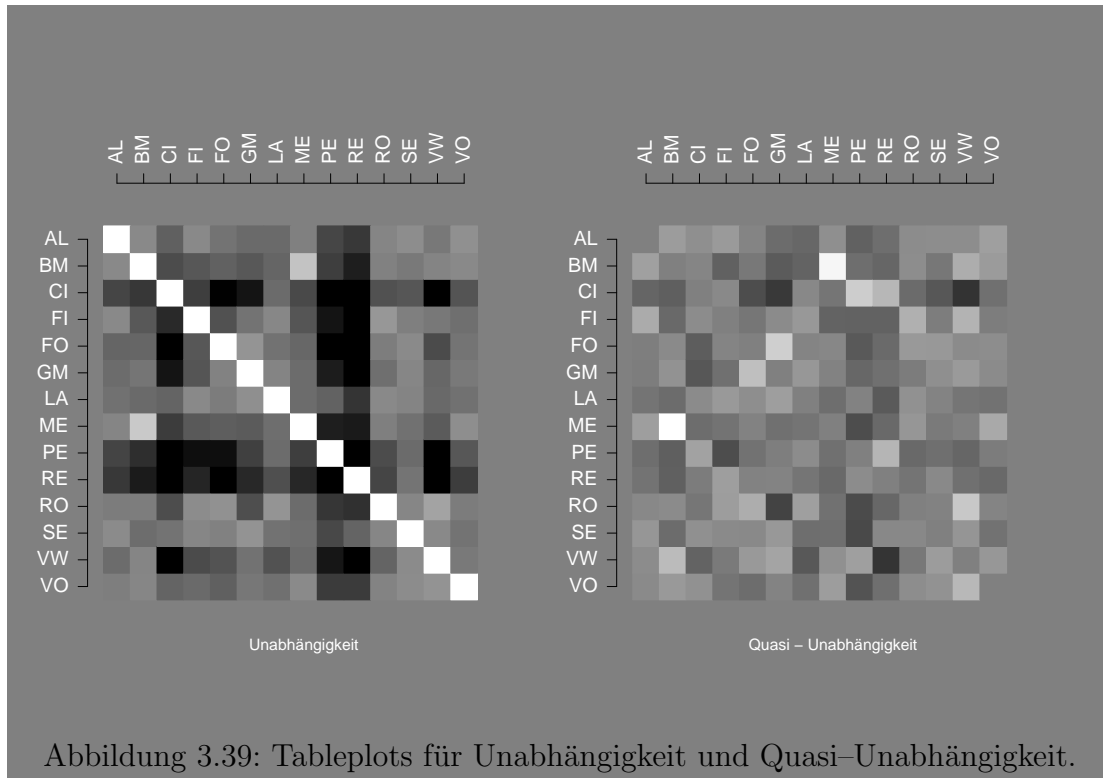 AL BM CI FI FO GM LA ME PE RE RO SE VW VO
AL
BM
CI
FI
FO
GM
LA
ME
PE
RE
RO
SE
VW
VO
Unabhängigkeit
AL BM CI FI FO GM LA ME PE RE RO SE VW VO
AL
BM
CI
FI
FO
GM
LA
ME
PE
RE
RO
SE
VW
VO
Quasi − Unabhängigkeit
Abbildung 3.39: Tableplots für Unabhängigkeit und Quasi–Unabhängigkeit.